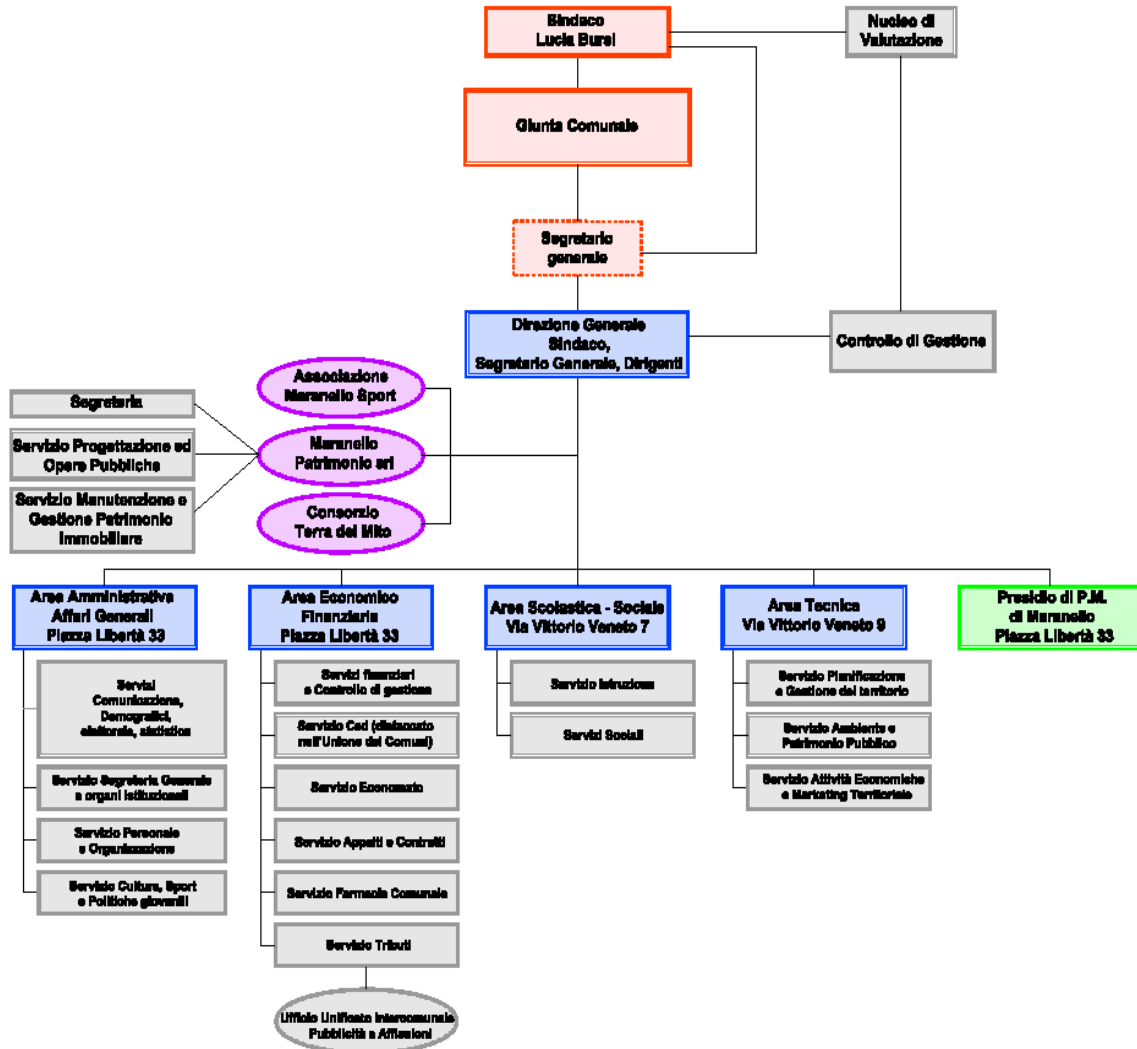 Sindaco
Lucia Bursi
Nucleo di
Valutazione
Giunta Comunale
Segretario
generale
Direzione Generale
Sindaco,
Segretario Generale, Dirigenti
Controllo di Gestione
Associazione
Maranello Sport
Segreteria
Servizio Progettazione ed
Opere Pubbliche
Maranello
Patrimonio srl
Servizio Manutenzione e
Gestione Patrimonio
Immobiliare
Consorzio
Terra del Mito
Area Amministrativa
Affari Generali
Piazza Libertà 33
Area Economico
Finanziaria
Piazza Libertà 33
Area Scolastica - Sociale
Via Vittorio Veneto 7
Area Tecnica
Via Vittorio Veneto 9
Presidio di P.M.
di Maranello
Piazza Libertà 33
Servizi
Comunicazione,
Demografici,
elettorale, statistica
Servizio Segreteria Generale
e organi istituzionali
Servizio Personale
e Organizzazione
Servizio Cultura, Sport
e Politiche giovanili
Servizi finanziari
e Controllo di gestione
Servizio Ced (distaccato
nell'Unione dei Comuni)
Servizio Economato
Servizio Appalti e Contratti
Servizio Farmacia Comunale
Servizio Tributi
Ufficio Unificato Intercomunale
Pubblicità e Affissioni
Servizio Istruzione
Servizi Sociali
Servizio Pianificazione
e Gestione del territorio
Servizio Ambiente e
Patrimonio Pubblico
Servizio Attività Economiche
e Marketing Territoriale